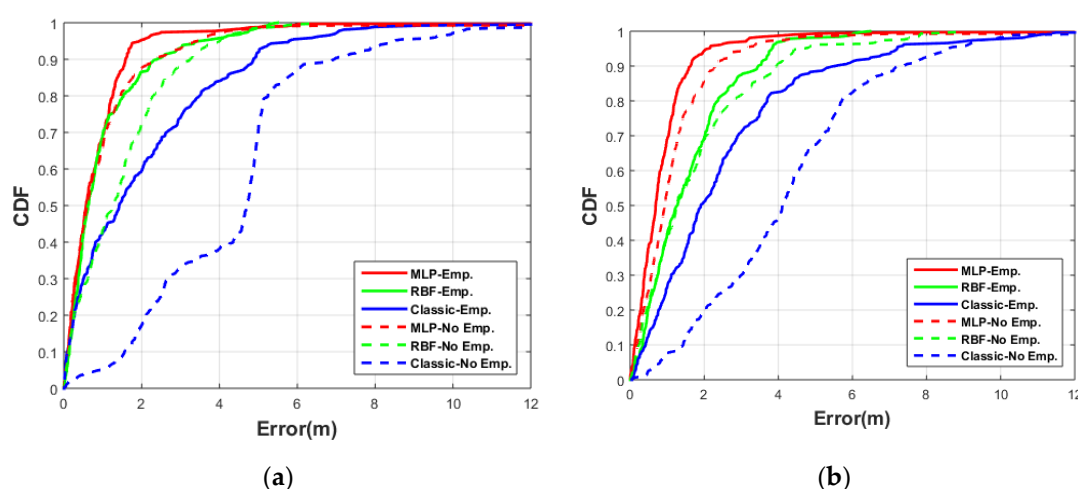 1
0.9
0.8
0.7
0.6
0.5
0.4
0.3
0.2
0.1
0
CDF
0 2 4 6 8 10 12
Error(m)
MLP-Emp.
RBF-Emp.
Classic-Emp.
MLP-No Emp.
RBF-No Emp.
Classic-No Emp.
(a)
1
0.9
0.8
0.7
0.6
0.5
0.4
0.3
0.2
0.1
0
CDF
0 2 4 6 8 10 12
Error(m)
MLP-Emp.
RBF-Emp.
Classic-Emp.
MLP-No Emp.
RBF-No Emp.
Classic-No Emp.
(b)